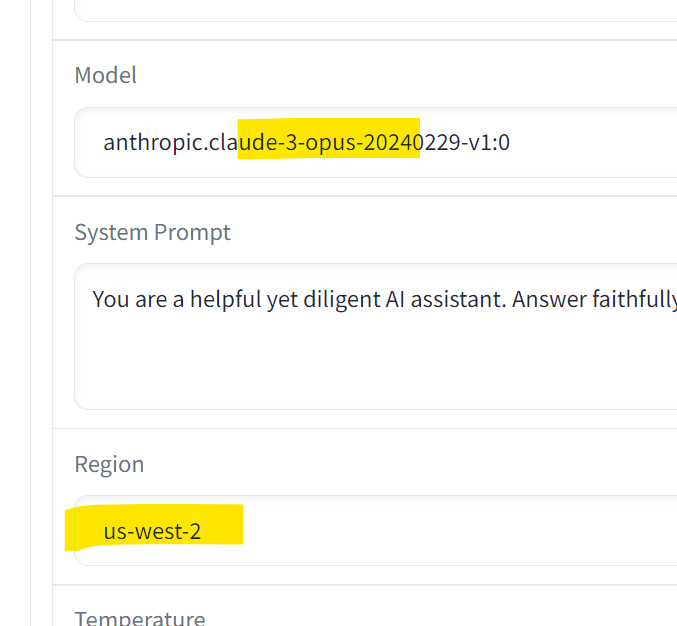 Model
anthropic.claude-3-opus-20240229-v1:0
System Prompt
You are a helpful yet diligent AI assistant. Answer faithfully
Region
us-west-2
Temperature